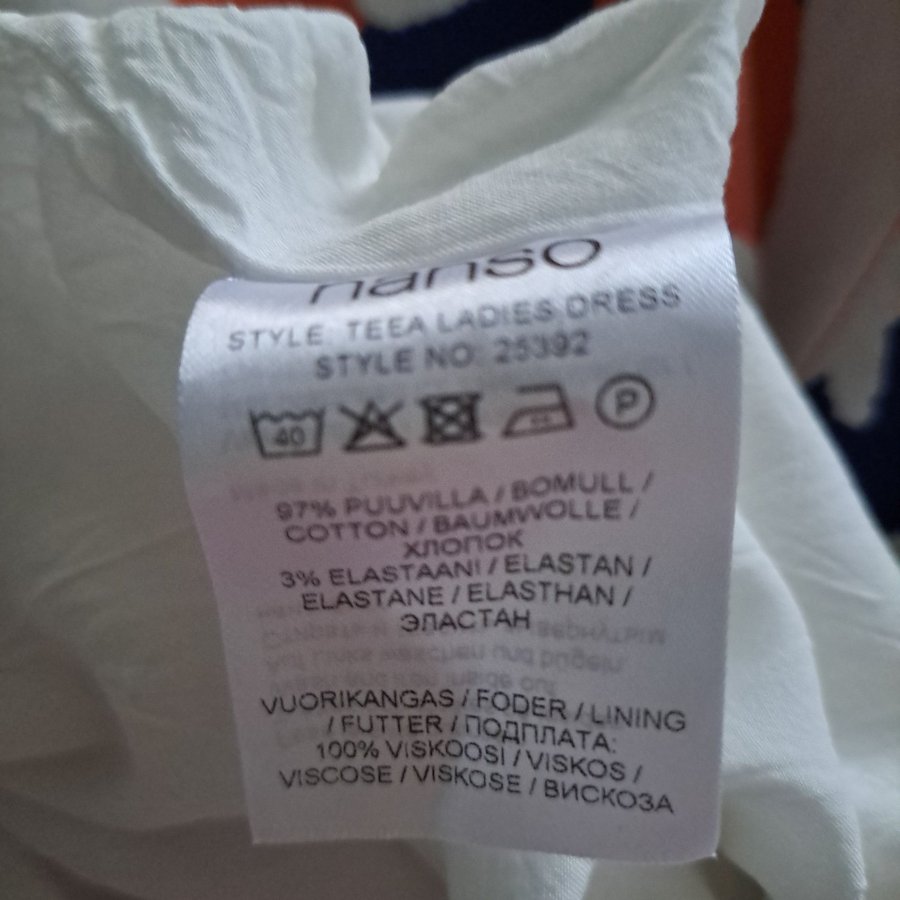 nanso
STYLE: TEEA LADIES DRESS
STYLE NO: 25392
40 P
97% PUUVILLA / BOMULL /
COTTON / BAUMWOLLE /
ХЛОПОК
3% ELASTAANI / ELASTAN /
ELASTANE / ELASTHAN /
ЭЛАСТАН
VUORIKANGAS / FODER / LINING
/ FUTTER / ПОДПЛАТА:
100% VISKOOSI / VISKOS /
VISCOSE / VISKOSE / ВИСКОЗА